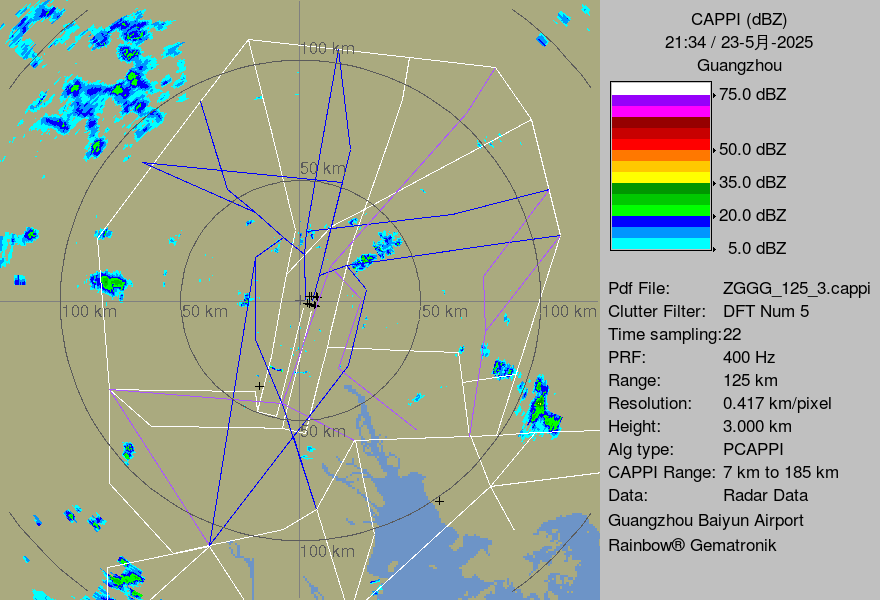 CAPPI (dBZ)
21:34 / 23-5月-2025
Guangzhou
75.0 dBZ
50.0 dBZ
35.0 dBZ
20.0 dBZ
5.0 dBZ
Pdf File: ZGGG_125_3.cappi
Clutter Filter: DFT Num 5
Time sampling:22
PRF: 400 Hz
Range: 125 km
Resolution: 0.417 km/pixel
Height: 3.000 km
Alg type: PCAPPI
CAPPI Range: 7 km to 185 km
Data: Radar Data
Guangzhou Baiyun Airport
Rainbow® Gematronik
100 km
50 km
100 km
50 km
50 km
100 km
50 km
100 km